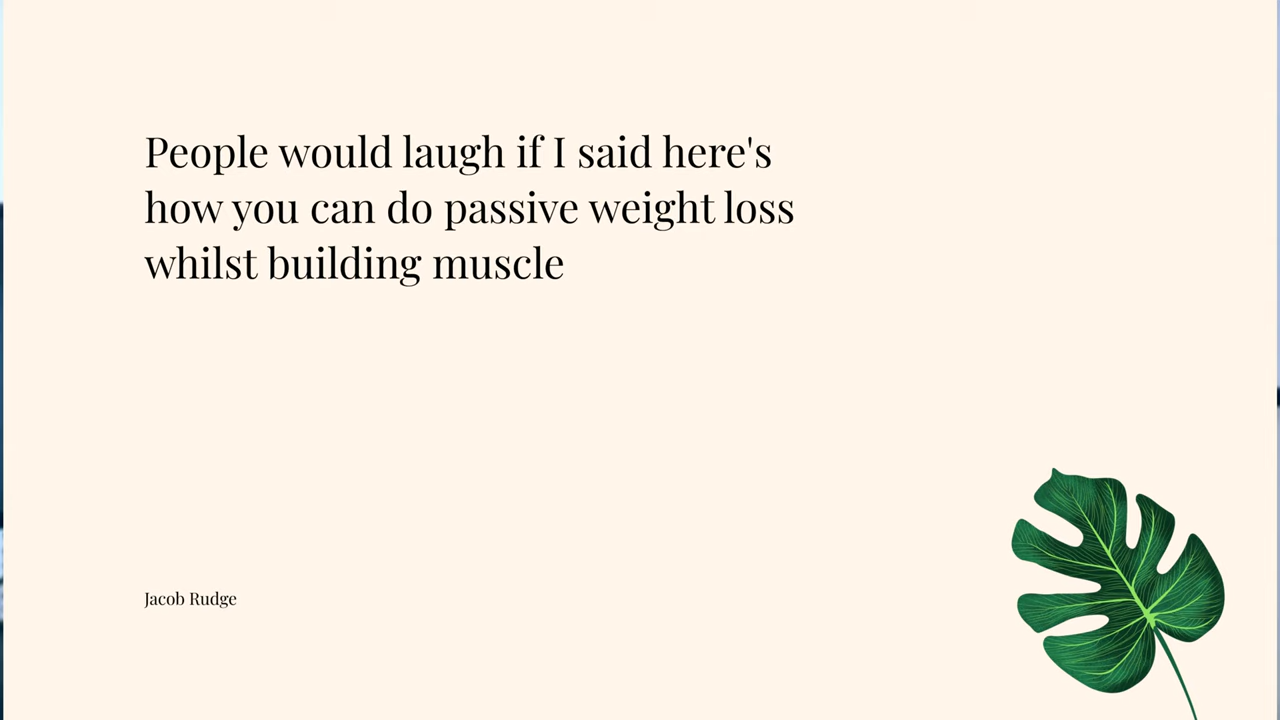 People would laugh if I said here's
how you can do passive weight loss
whilst building muscle
Jacob Rudge